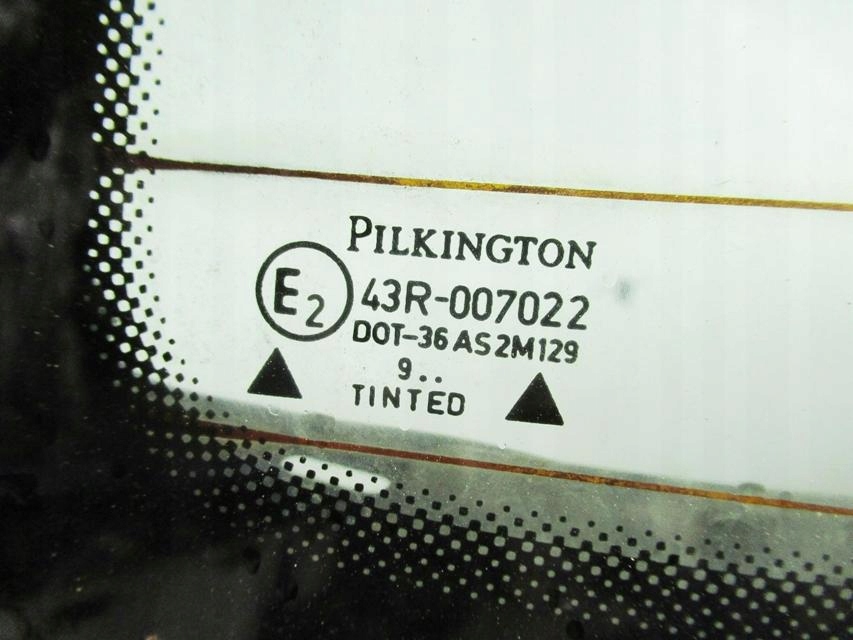 PILKINGTON
E2 43R-007022
DOT-36 AS2M129
9..
TINTED